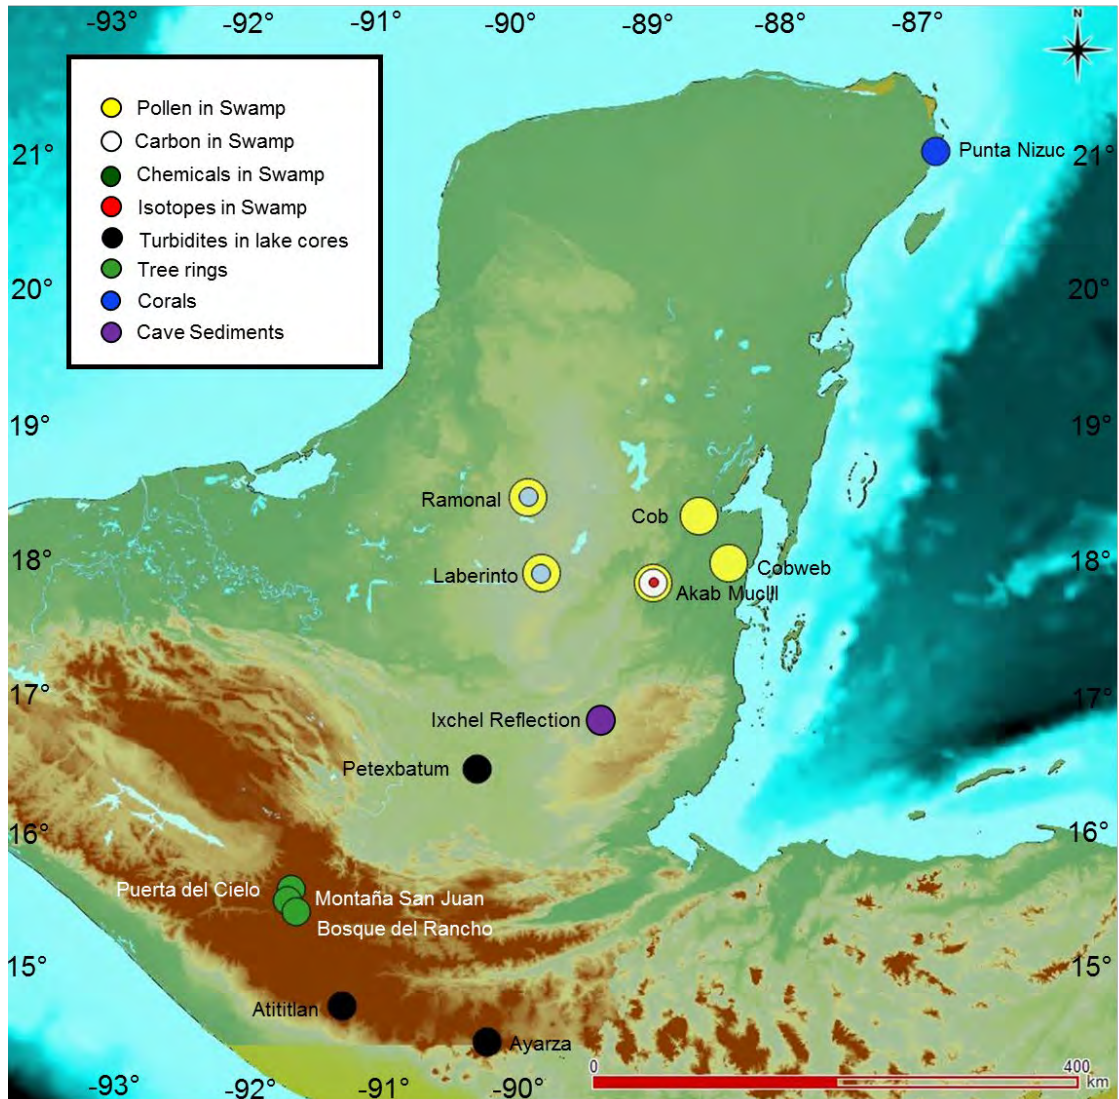 -93° -92° -91° -90° -89° -88° -87°
N
Pollen in Swamp
Carbon in Swamp
Chemicals in Swamp
Isotopes in Swamp
Turbidites in lake cores
Tree rings
Corals
Cave Sediments
21° Punta Nizuc 21°
20° 20°
19° 19°
Ramonal
Cob
18° 18°
Laberinto
Cobweb
Akab Muclil
17° 17°
Ixchel Reflection
Petexbatum
16° 16°
Puerta del Cielo
Montaña San Juan
Bosque del Rancho
15° 15°
Atititlan
Ayarza
0 400
km
-93° -92° -91° -90°